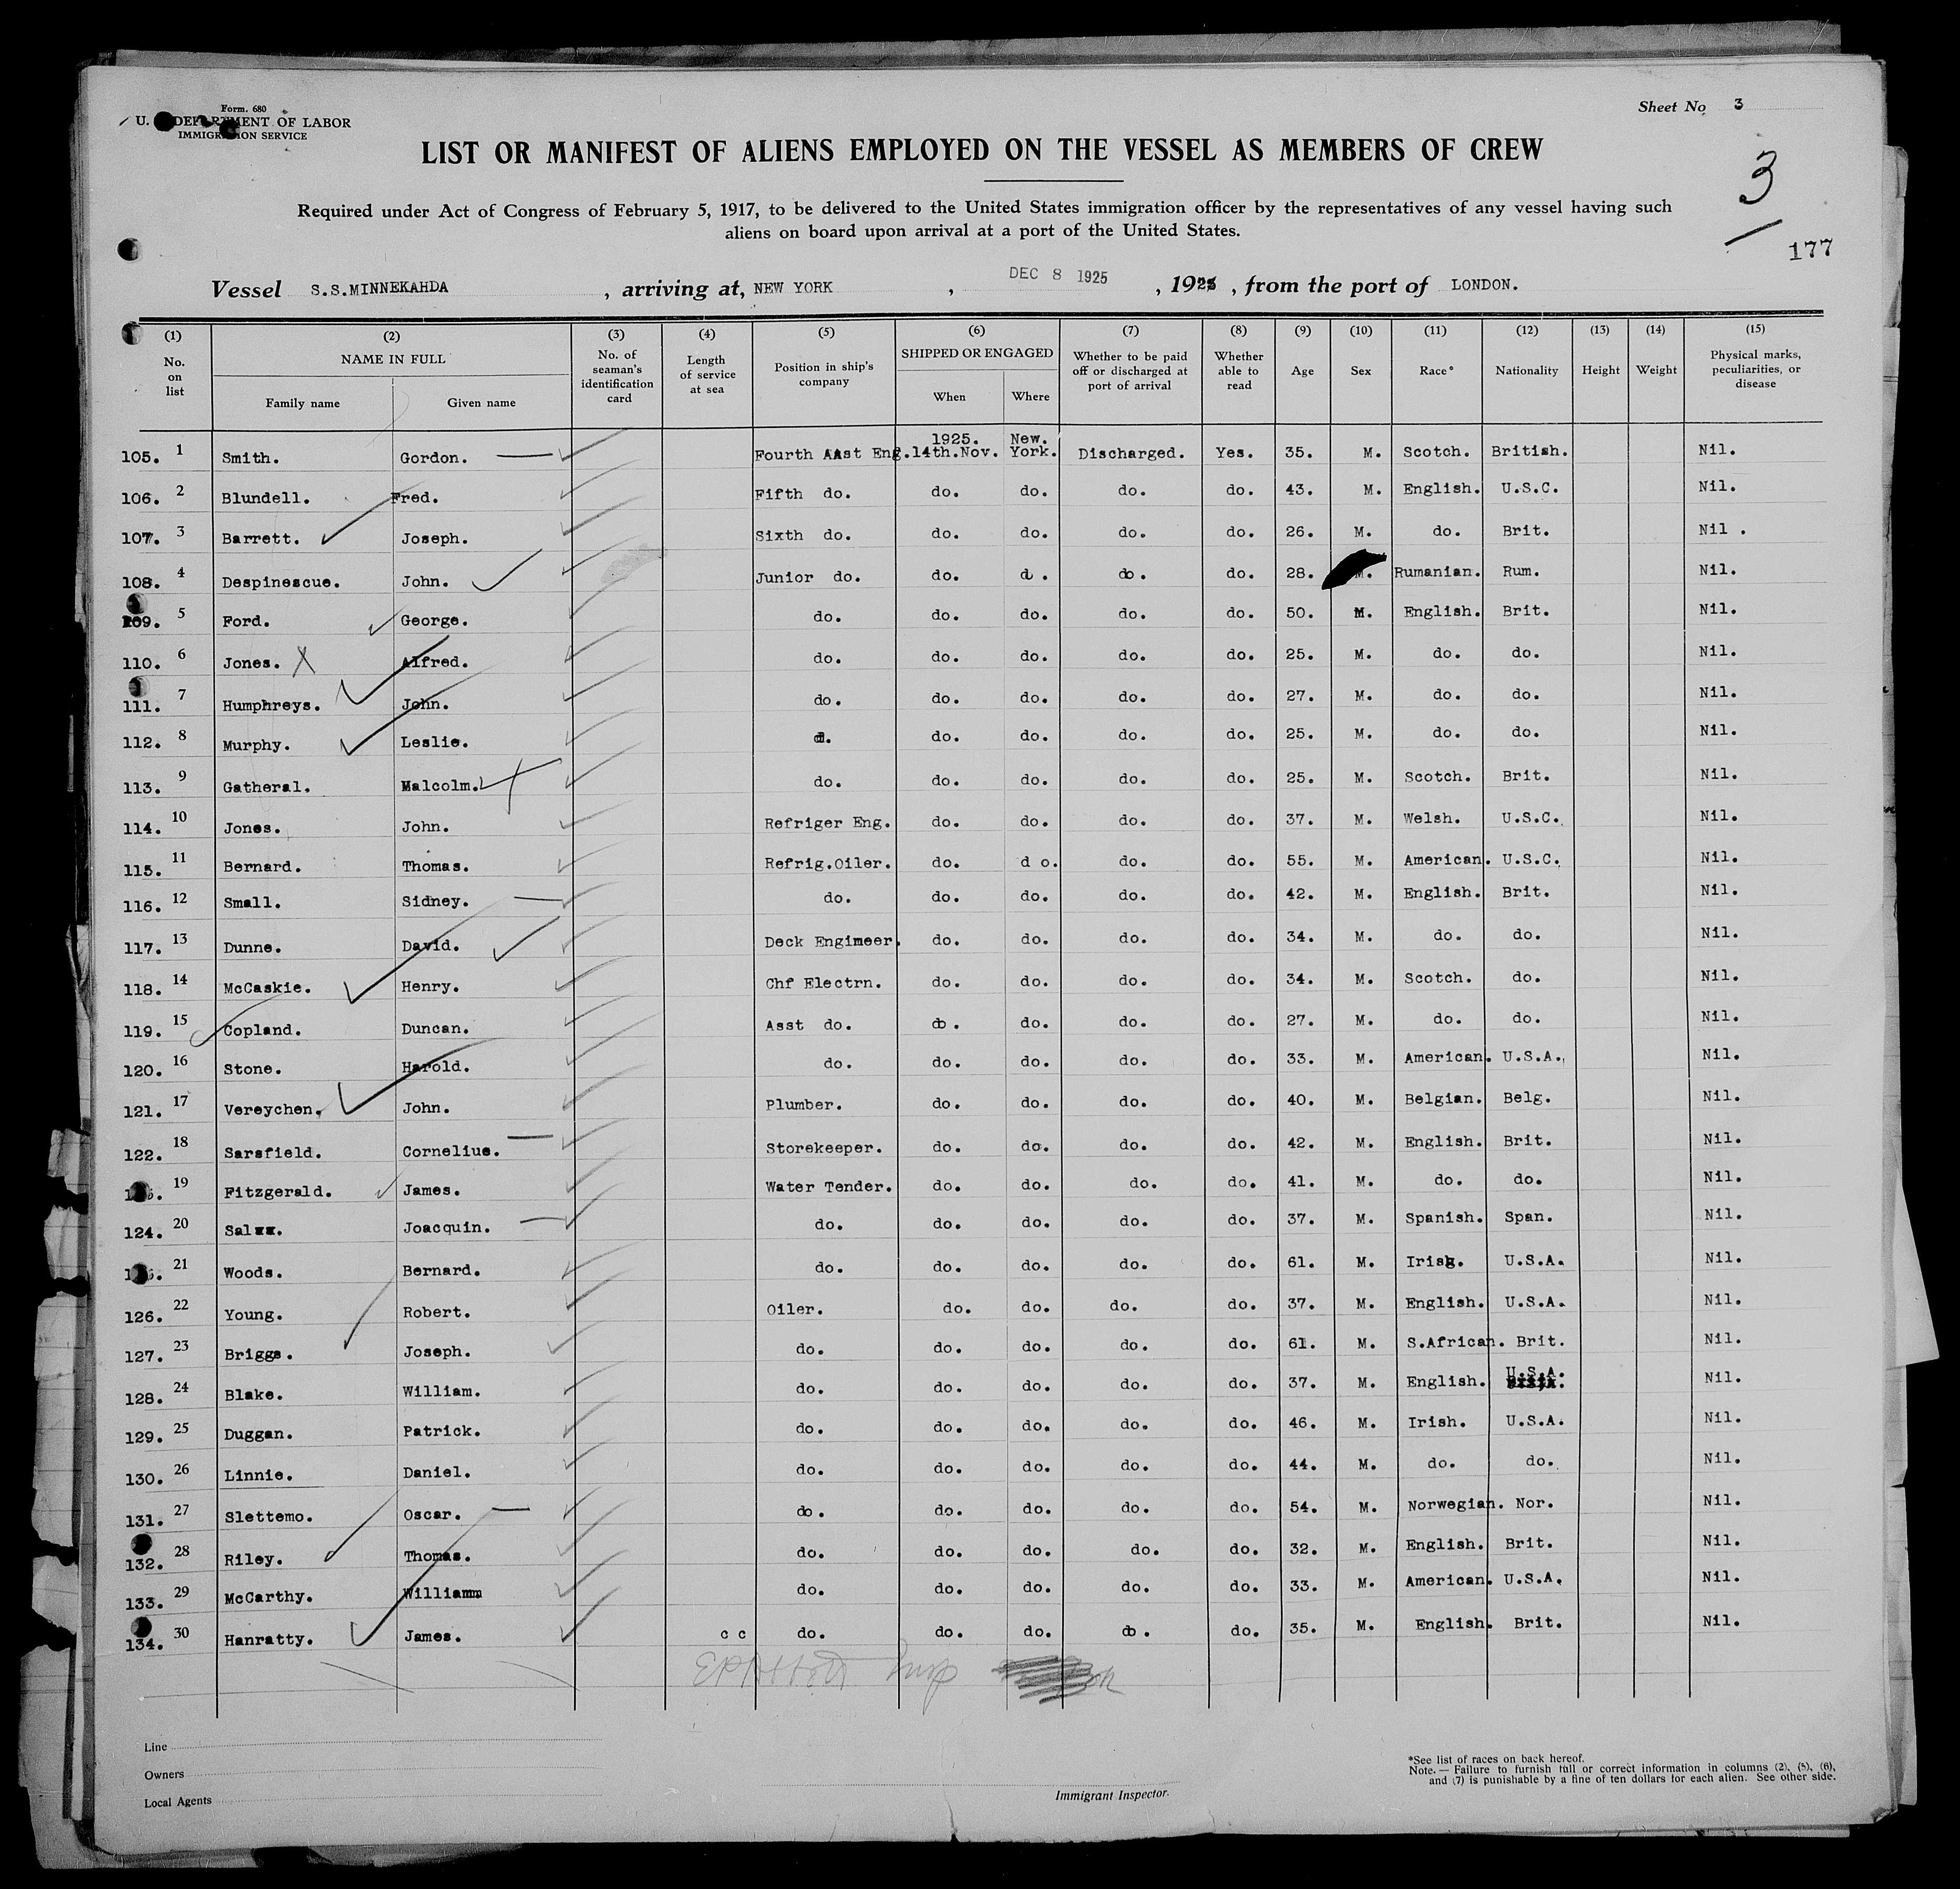 Form. 680
U. DEPARTMENT OF LABOR
IMMIGRATION SERVICE
Sheet No 3
LIST OR MANIFEST OF ALIENS EMPLOYED ON THE VESSEL AS MEMBERS OF CREW
3
Required under Act of Congress of February 5, 1917, to be delivered to the United States immigration officer by the representatives of any vessel having such
aliens on board upon arrival at a port of the United States.
177
Vessel S.S.MINNEKAHDA , arriving at, NEW YORK , DEC 8 1925 , 1925 , from the port of LONDON.
(1) (2) (3) (4) (5) (6) (7) (8) (9) (10) (11) (12) (13) (14) (15)
No. on list NAME IN FULL Family name Given name No. of seaman's identification card Length of service at sea Position in ship's company SHIPPED OR ENGAGED When Where Whether to be paid off or discharged at port of arrival Whether able to read Age Sex Race* Nationality Height Weight Physical marks, peculiarities, or disease
1925. New.
105. 1 Smith. Gordon. Fourth AAst Eng. 14th.Nov. York. Discharged. Yes. 35. M. Scotch. British. Nil.
106. 2 Blundell. Fred. Fifth do. do. do. do. do. 43. M. English. U.S.C. Nil.
107. 3 Barrett. Joseph. Sixth do. do. do. do. do. 26. M. do. Brit. Nil .
108. 4 Despinescue. John. Junior do. do. d . do. do. 28. M. Rumanian. Rum. Nil.
109. 5 Ford. George. do. do. do. do. do. 50. M. English. Brit. Nil.
110. 6 Jones. X Alfred. do. do. do. do. do. 25. M. do. do. Nil.
111. 7 Humphreys. John. do. do. do. do. do. 27. M. do. do. Nil.
112. 8 Murphy. Leslie. d. do. do. do. do. 25. M. do. do. Nil.
113. 9 Gatheral. Malcolm. do. do. do. do. do. 25. M. Scotch. Brit. Nil.
114. 10 Jones. John. Refriger Eng. do. do. do. do. 37. M. Welsh. U.S.C. Nil.
115. 11 Bernard. Thomas. Refrig.Oiler. do. d o. do. do. 55. M. American. U.S.C. Nil.
116. 12 Small. Sidney. do. do. do. do. do. 42. M. English. Brit. Nil.
117. 13 Dunne. David. Deck Engimeer. do. do. do. do. 34. M. do. do. Nil.
118. 14 McCaskie. Henry. Chf Electrn. do. do. do. do. 34. M. Scotch. do. Nil.
119. 15 Copland. Duncan. Asst do. do. do. do. do. 27. M. do. do. Nil.
120. 16 Stone. Harold. do. do. do. do. do. 33. M. American. U.S.A. Nil.
121. 17 Vereychen. John. Plumber. do. do. do. do. 40. M. Belgian. Belg. Nil.
122. 18 Sarsfield. Cornelius. Storekeeper. do. do. do. do. 42. M. English. Brit. Nil.
19 Fitzgerald. James. Water Tender. do. do. do. do. 41. M. do. do. Nil.
124. 20 Salxx. Joacquin. do. do. do. do. do. 37. M. Spanish. Span. Nil.
21 Woods. Bernard. do. do. do. do. do. 61. M. Irish. U.S.A. Nil.
126. 22 Young. Robert. Oiler. do. do. do. do. 37. M. English. U.S.A. Nil.
127. 23 Briggs. Joseph. do. do. do. do. do. 61. M. S.African. Brit. Nil.
128. 24 Blake. William. do. do. do. do. do. 37. M. English. U.S.A. Nil.
129. 25 Duggan. Patrick. do. do. do. do. do. 46. M. Irish. U.S.A. Nil.
130. 26 Linnie. Daniel. do. do. do. do. do. 44. M. do. do. Nil.
131. 27 Slettemo. Oscar. do. do. do. do. do. 54. M. Norwegian. Nor. Nil.
132. 28 Riley. Thomas. do. do. do. do. do. 32. M. English. Brit. Nil.
133. 29 McCarthy. Williamm do. do. do. do. do. 33. M. American. U.S.A. Nil.
134. 30 Hanratty. James. c c do. do. do. do. do. 35. M. English. Brit. Nil.
Line
Owners
Local Agents
Immigrant Inspector.
*See list of races on back hereof.
Note.— Failure to furnish full or correct information in columns (2), (5), (6),
and (7) is punishable by a fine of ten dollars for each alien. See other side.